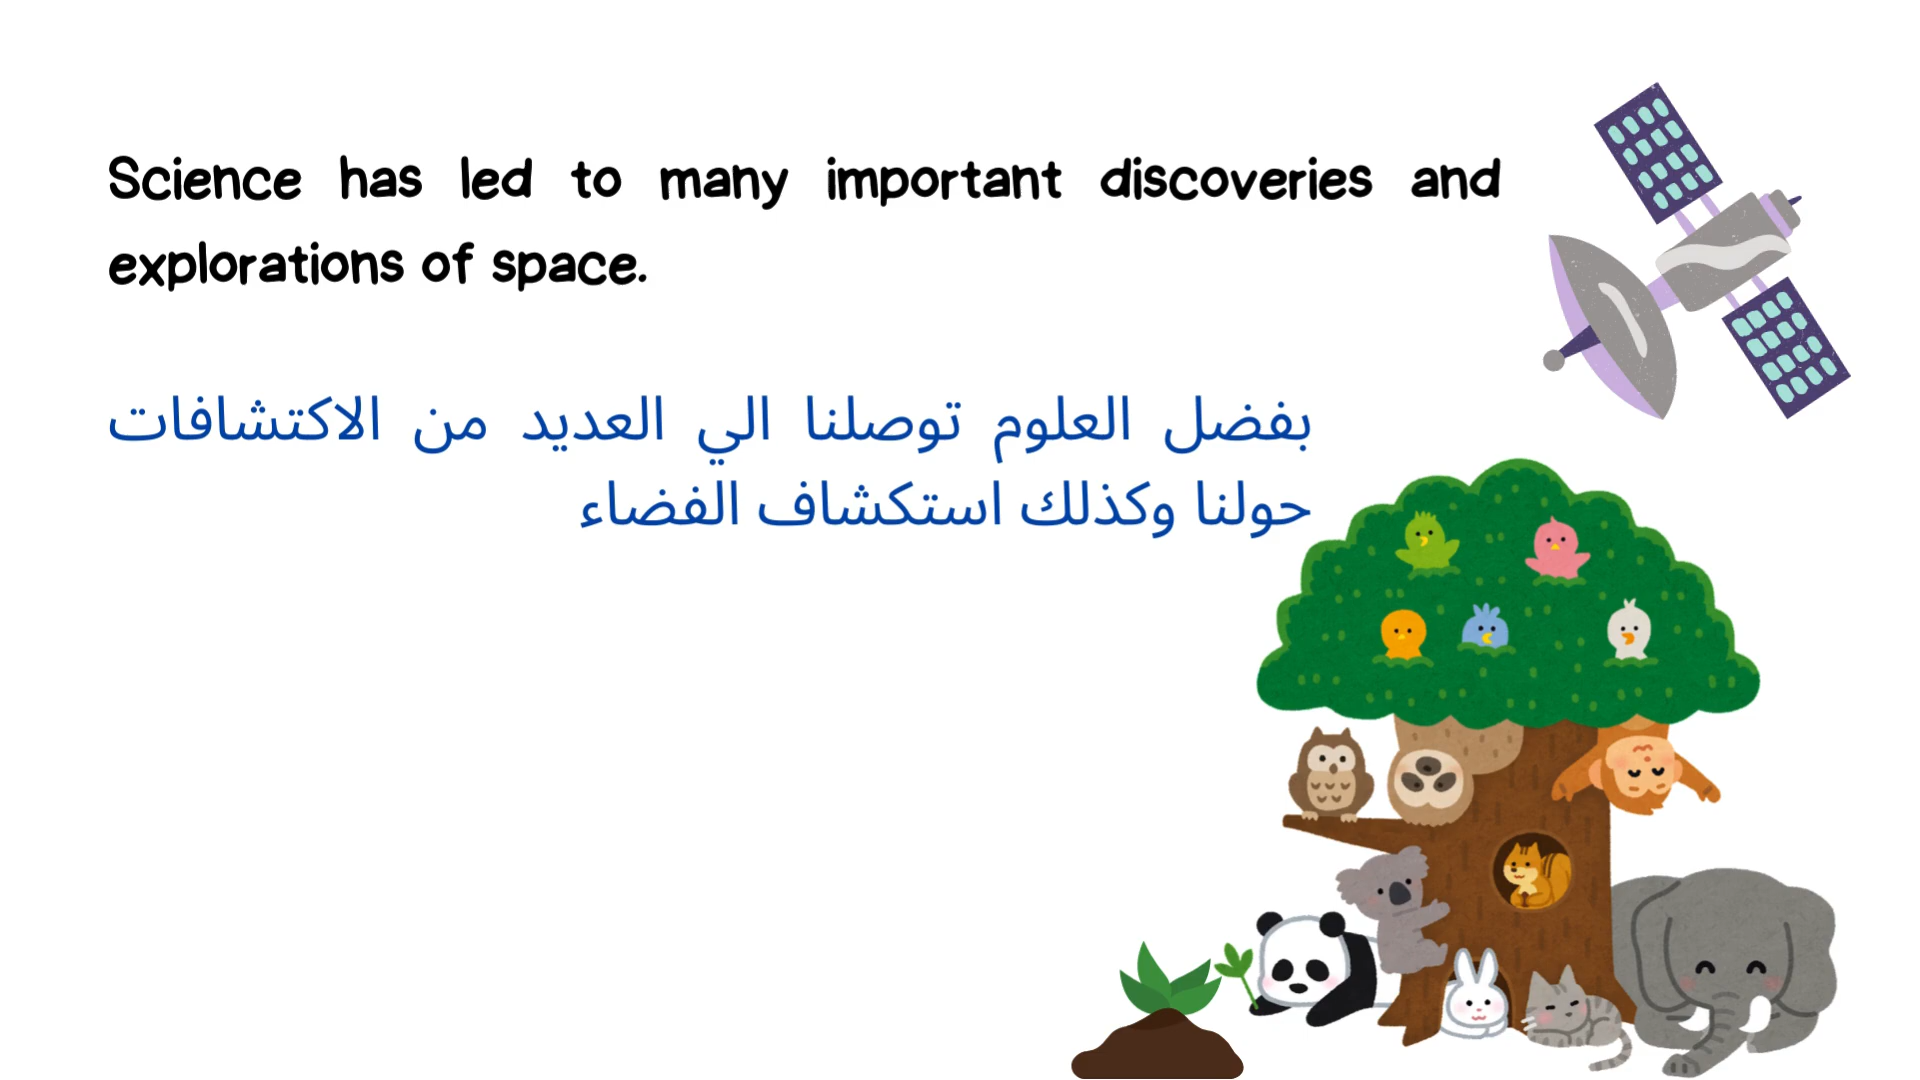 Science has led to many important discoveries and
explorations of space.
بفضل العلوم توصلنا الي العديد من الاكتشافات
حولنا وكذلك استكشاف الفضاء